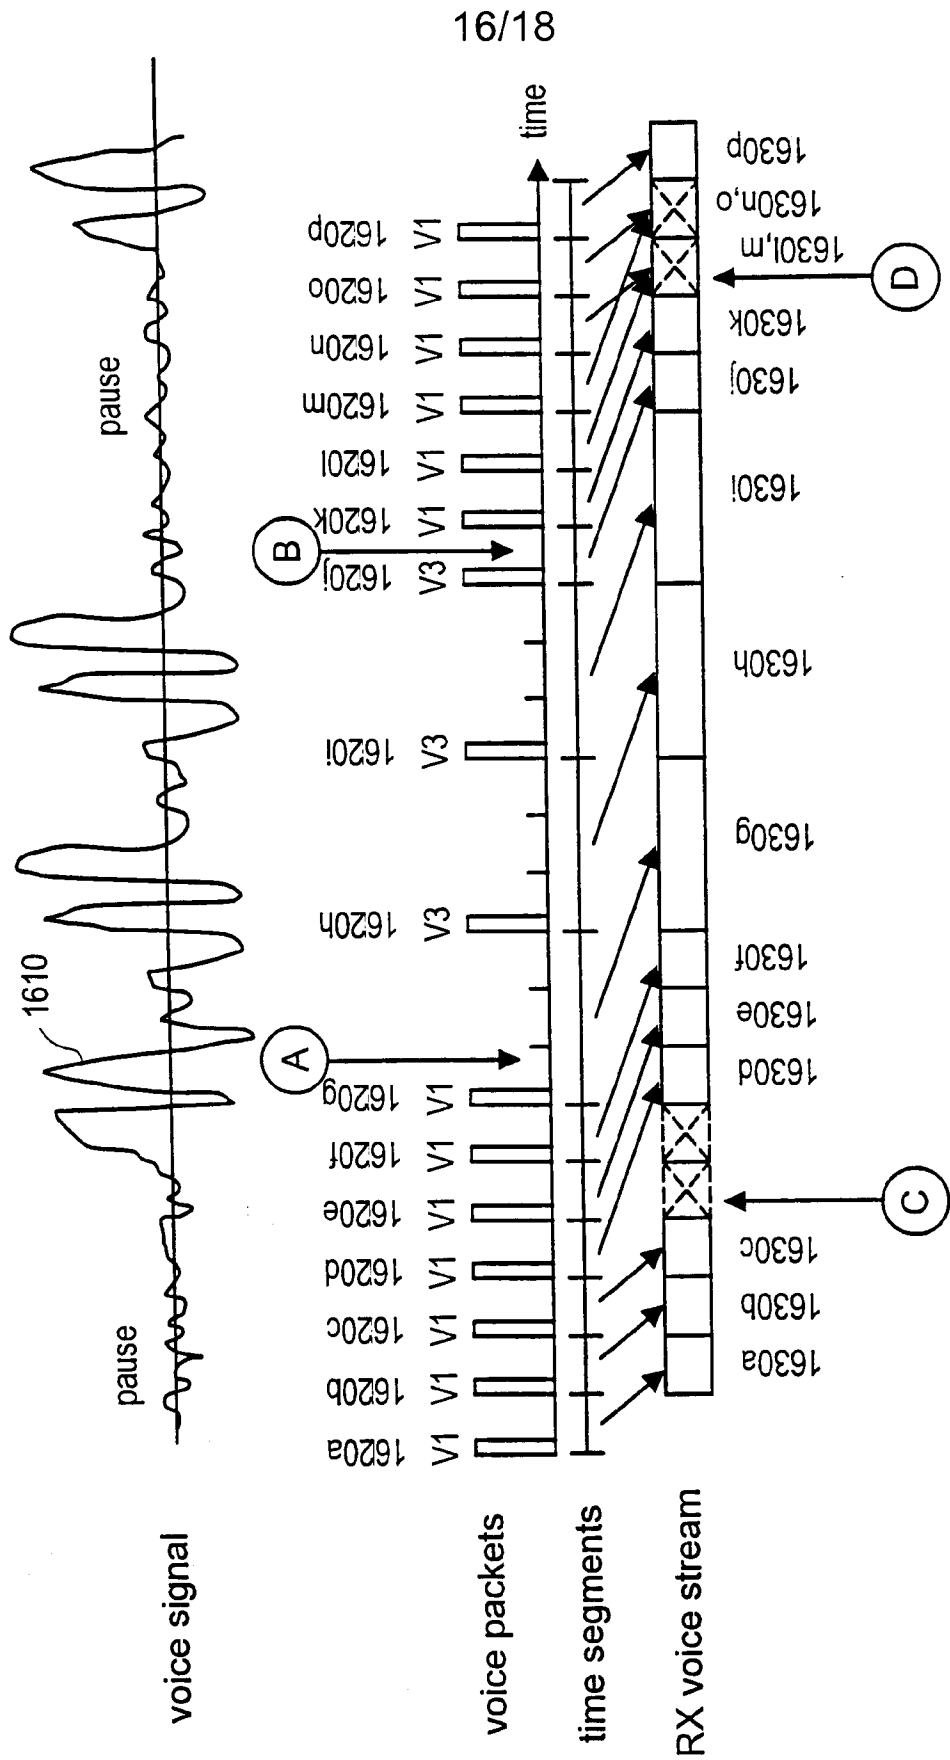 16/18
voice signal
pause
1610
pause
A
B
voice packets
1620a
1620b
1620c
1620d
1620e
1620f
1620g
1620h
1620i
1620j
1620k
1620l
1620m
1620n
1620o
1620p
V1
V1
V1
V1
V1
V1
V1
V3
V3
V3
V1
V1
V1
V1
V1
V1
time
time segments
RX voice stream
1630a
1630b
1630c
1630d
1630e
1630f
1630g
1630h
1630i
1630j
1630k
1630l,m
1630n,o
1630p
C
D